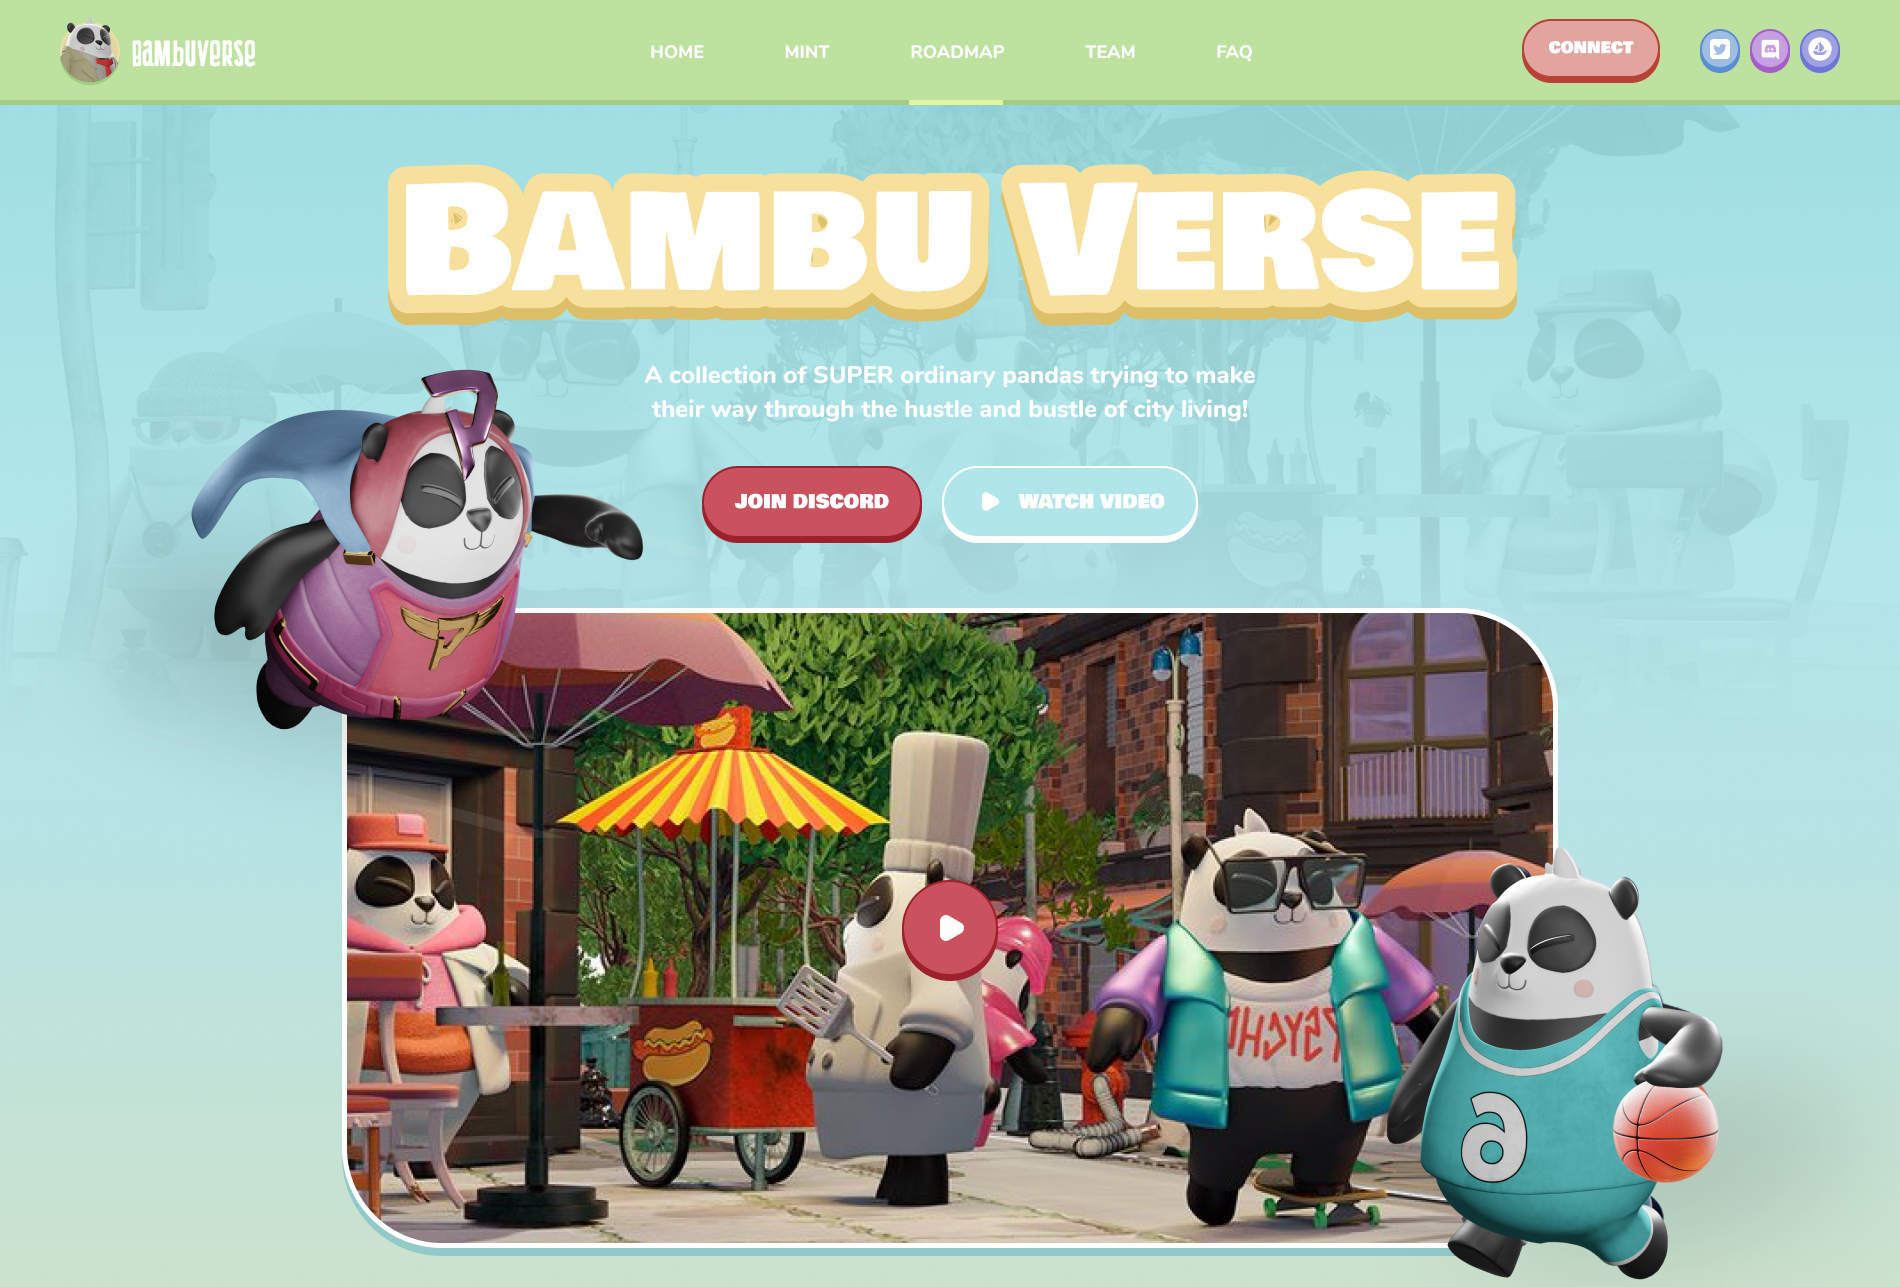 BAMBUVERSE
HOME
MINT
ROADMAP
TEAM
FAQ
CONNECT
BAMBU VERSE
A collection of SUPER ordinary pandas trying to make
their way through the hustle and bustle of city living!
JOIN DISCORD
WATCH VIDEO
6